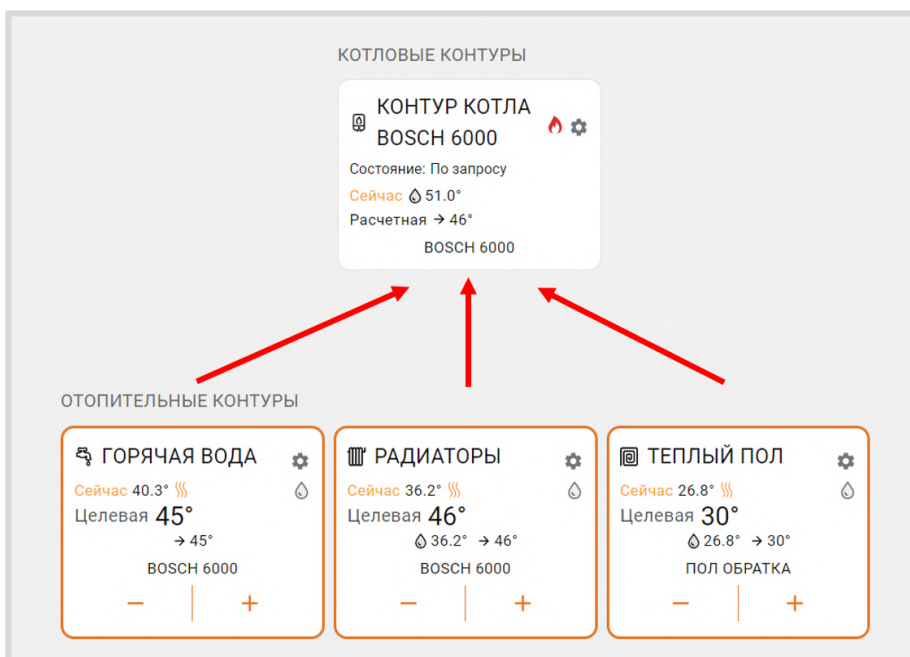 КОТЛОВЫЕ КОНТУРЫ
КОНТУР КОТЛА
BOSCH 6000
Состояние: По запросу
Сейчас 51.0°
Расчетная → 46°
BOSCH 6000
ОТОПИТЕЛЬНЫЕ КОНТУРЫ
ГОРЯЧАЯ ВОДА
Сейчас 40.3°
Целевая 45°
→ 45°
BOSCH 6000
− +
РАДИАТОРЫ
Сейчас 36.2°
Целевая 46°
36.2° → 46°
BOSCH 6000
− +
ТЕПЛЫЙ ПОЛ
Сейчас 26.8°
Целевая 30°
26.8° → 30°
ПОЛ ОБРАТКА
− +